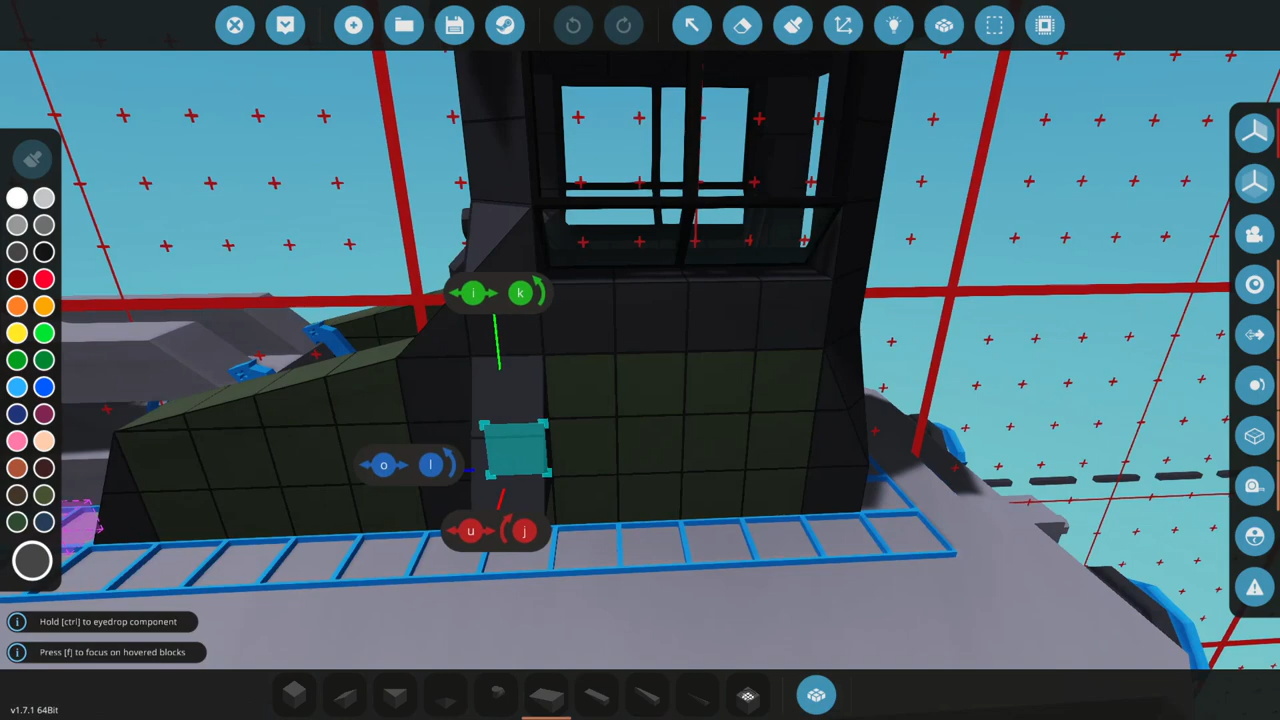 i k
o l
u j
Hold [ctrl] to eyedrop component
Press [f] to focus on hovered blocks
v1.7.1 64Bit